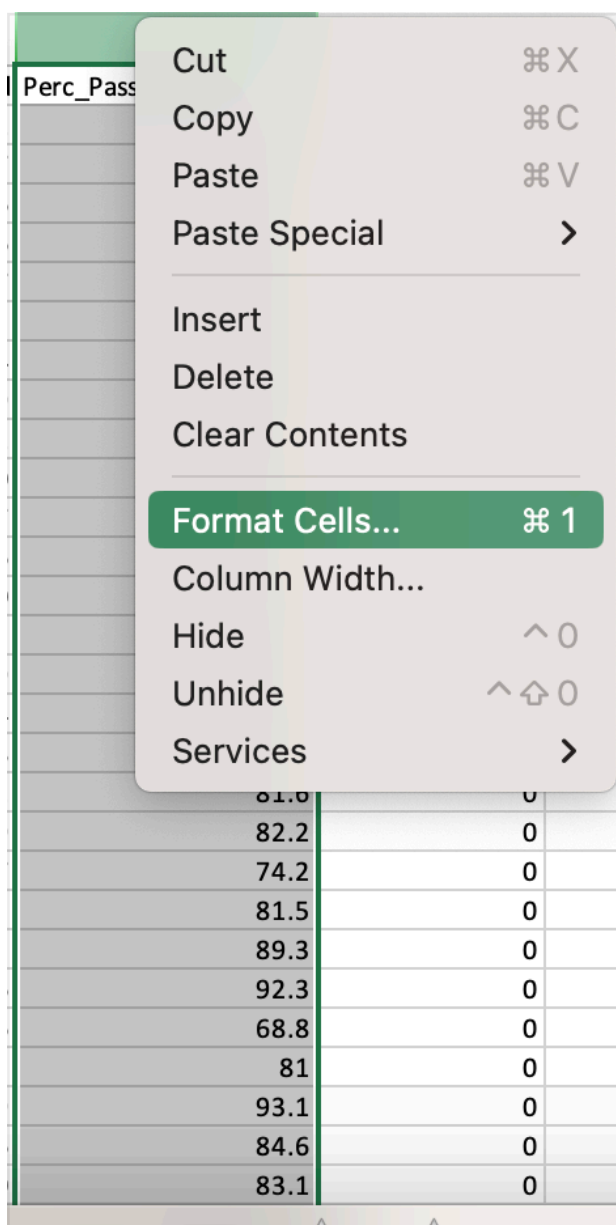 Perc_Pass
Cut ⌘ X
Copy ⌘ C
Paste ⌘ V
Paste Special >
Insert
Delete
Clear Contents
Format Cells... ⌘ 1
Column Width...
Hide ^ 0
Unhide ^ ⇧ 0
Services >
81.6 0
82.2 0
74.2 0
81.5 0
89.3 0
92.3 0
68.8 0
81 0
93.1 0
84.6 0
83.1 0